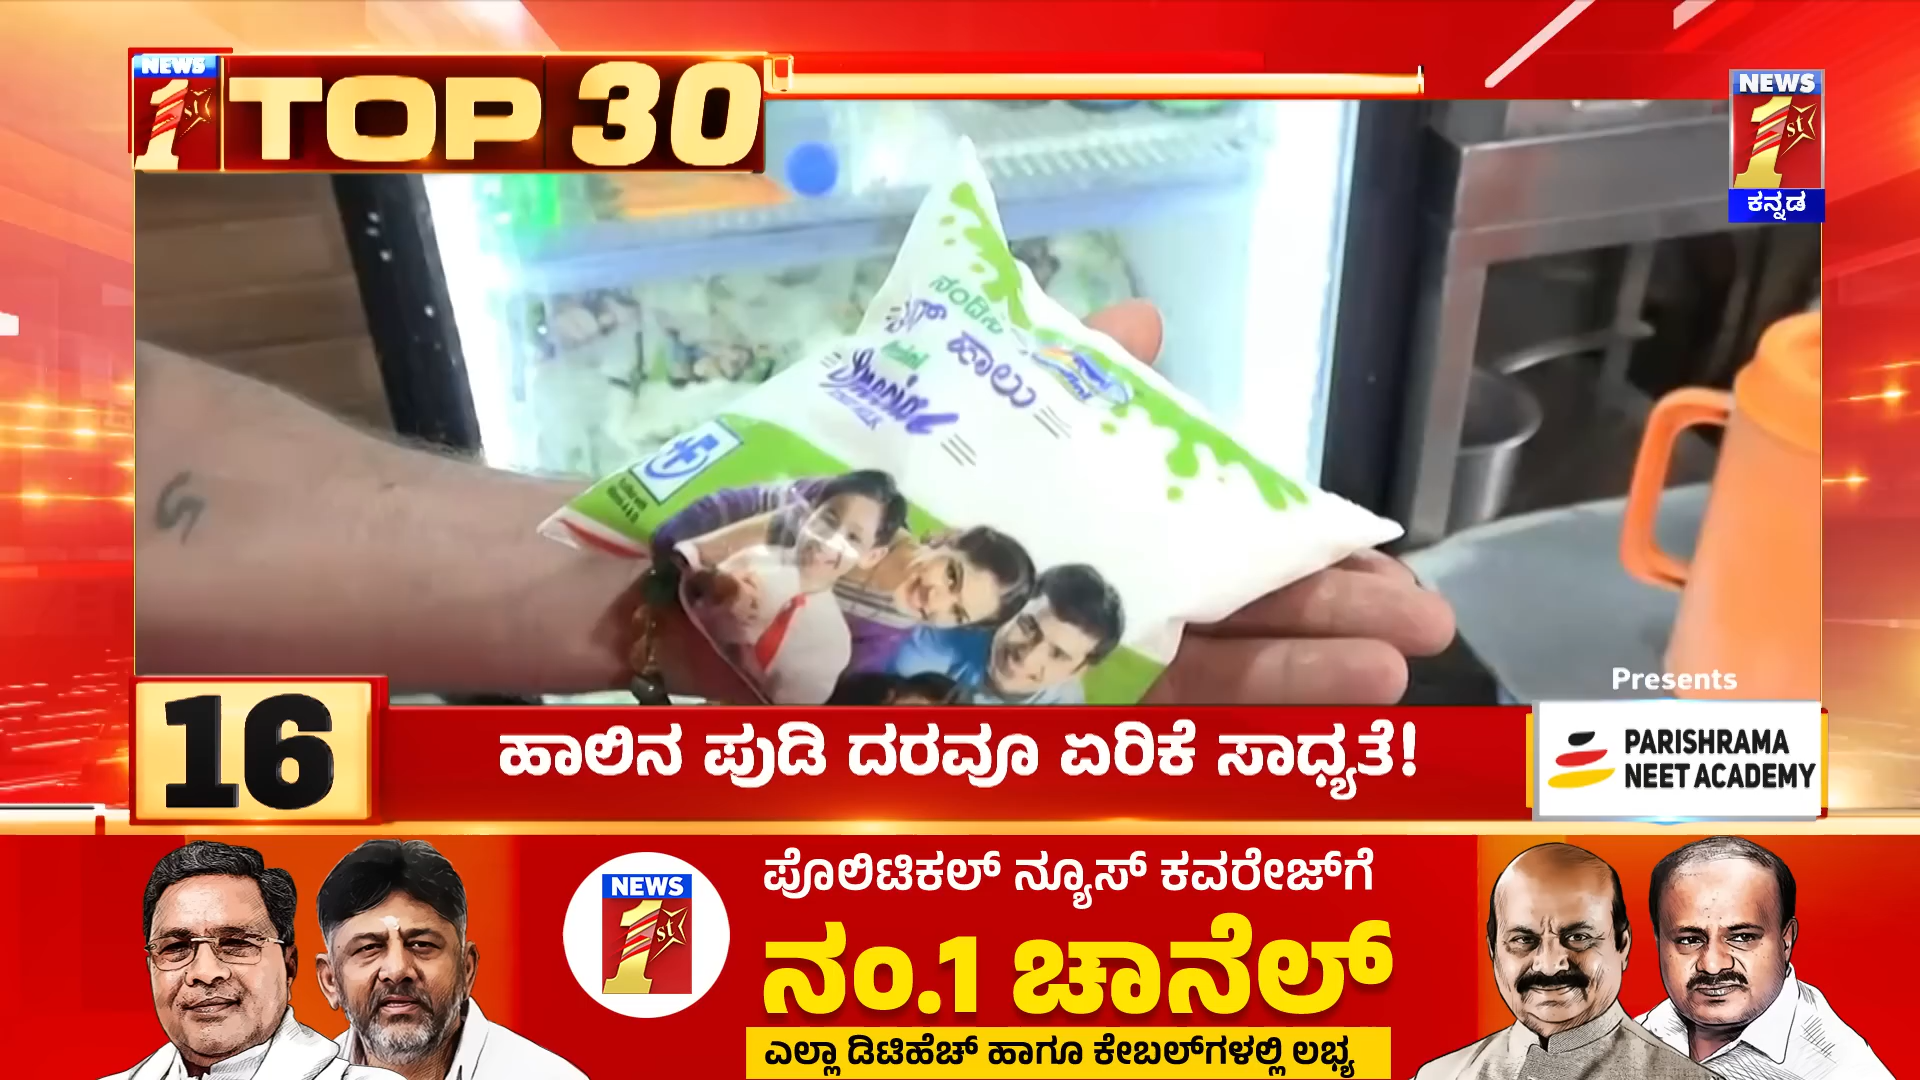 NEWS
1st
TOP 30
NEWS
1st
ಕನ್ನಡ
ನಂದಿನಿ
ಹಾಲು
Special
16
ಹಾಲಿನ ಪುಡಿ ದರವೂ ಏರಿಕೆ ಸಾಧ್ಯತೆ!
Presents
PARISHRAMA
NEET ACADEMY
NEWS
1st
ಪೊಲಿಟಿಕಲ್ ನ್ಯೂಸ್ ಕವರೇಜ್‌ಗೆ
ನಂ.1 ಚಾನೆಲ್
ಎಲ್ಲಾ ಡಿಟಿಹೆಚ್ ಹಾಗೂ ಕೇಬಲ್‌ಗಳಲ್ಲಿ ಲಭ್ಯ